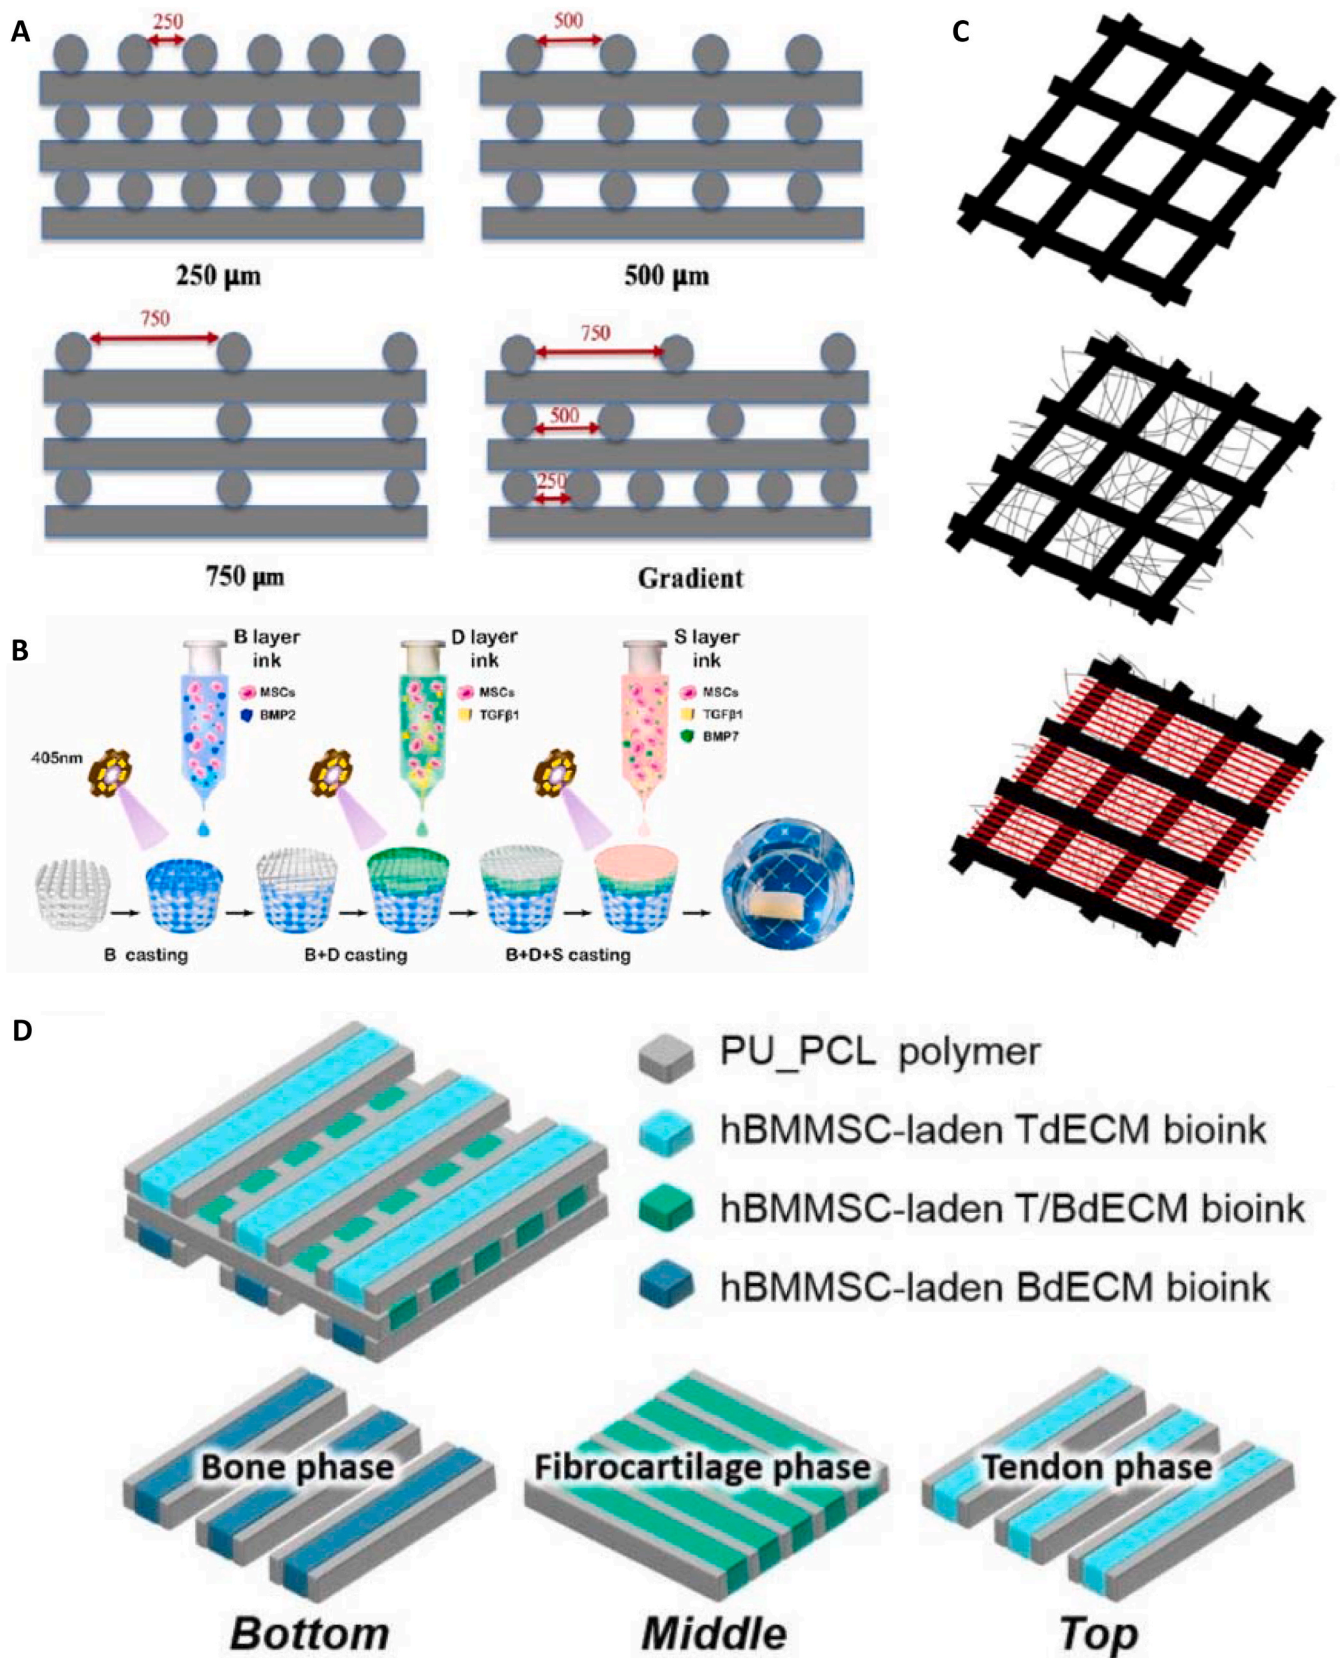 A
250
500
C
250 μm
500 μm
750
750
500
250
750 μm
Gradient
B
B layer
ink
MSCs
BMP2
D layer
ink
MSCs
TGFβ1
S layer
ink
MSCs
TGFβ1
BMP7
405nm
B casting
B+D casting
B+D+S casting
D
PU_PCL polymer
hBMMSC-laden TdECM bioink
hBMMSC-laden T/BdECM bioink
hBMMSC-laden BdECM bioink
Bone phase
Fibrocartilage phase
Tendon phase
Bottom
Middle
Top